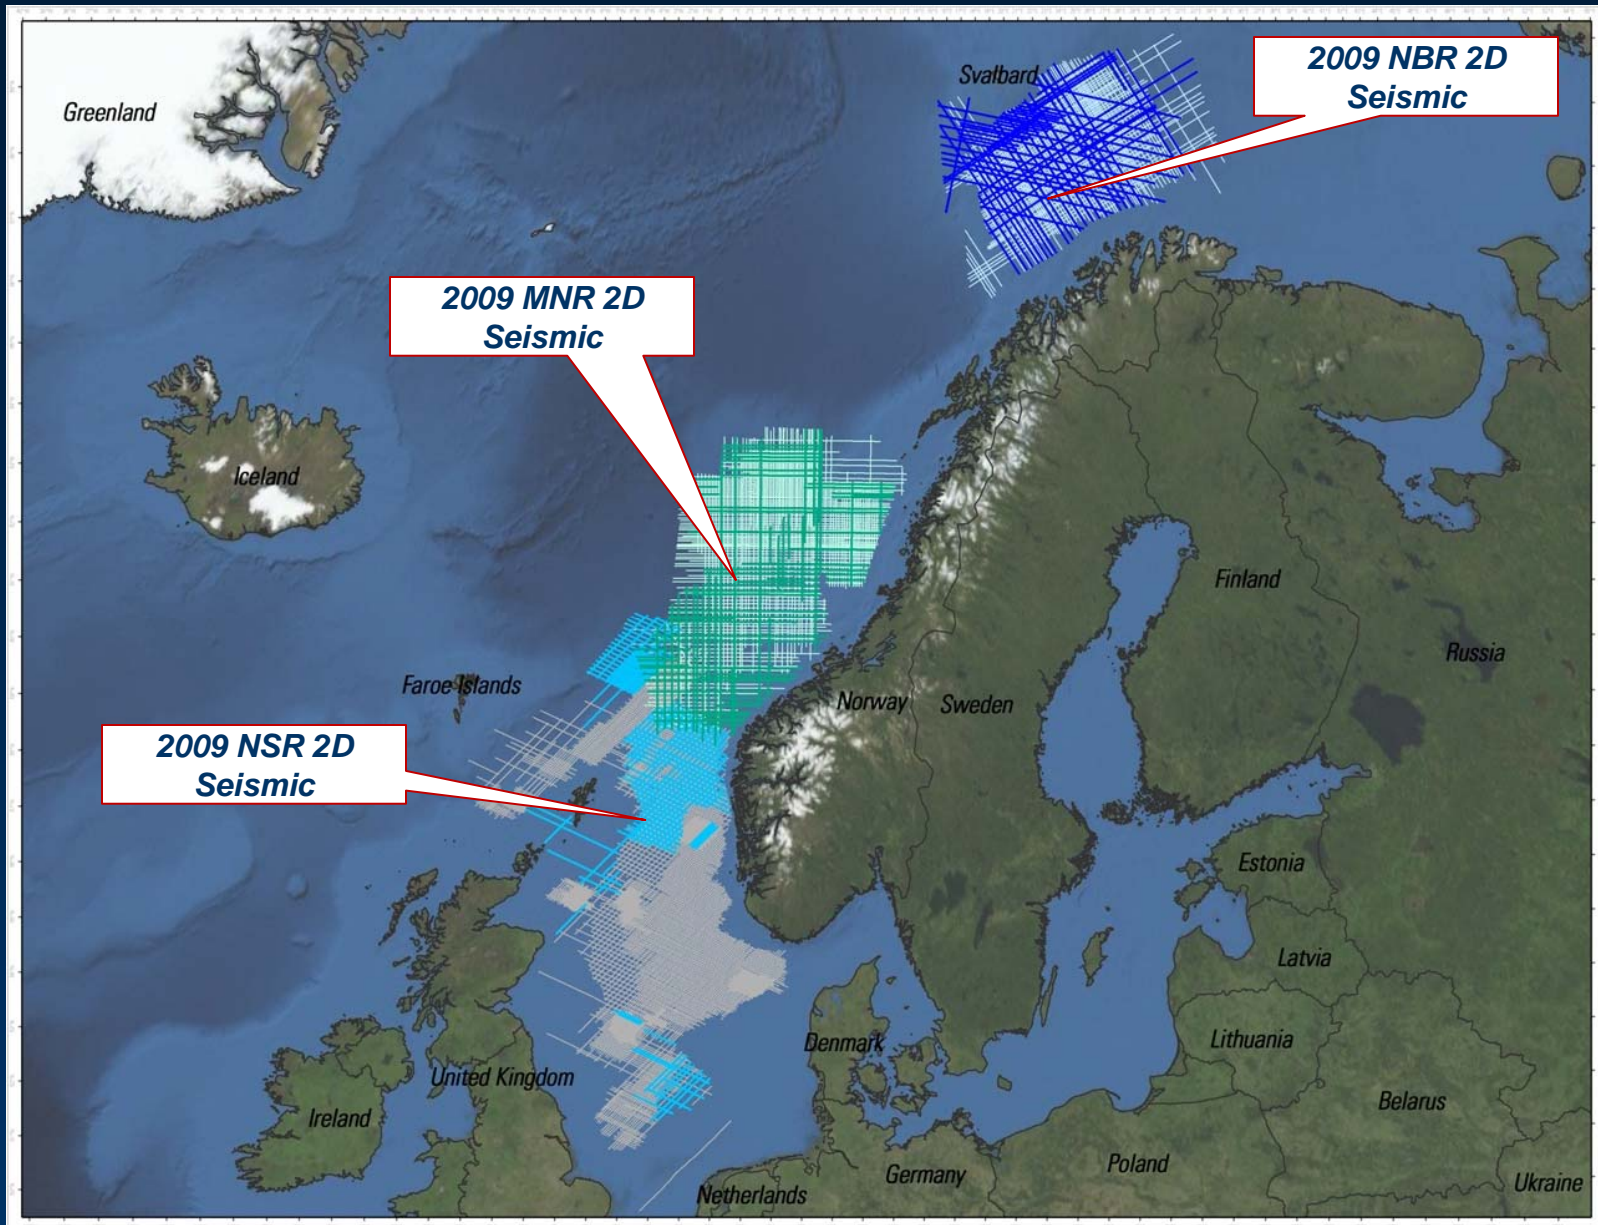 2009 NBR 2D
Seismic
Svalbard
Greenland
2009 MNR 2D
Seismic
Iceland
Finland
Russia
Faroe Islands
Norway
Sweden
2009 NSR 2D
Seismic
Estonia
Latvia
Lithuania
Denmark
United Kingdom
Belarus
Ireland
Poland
Germany
Ukraine
Netherlands